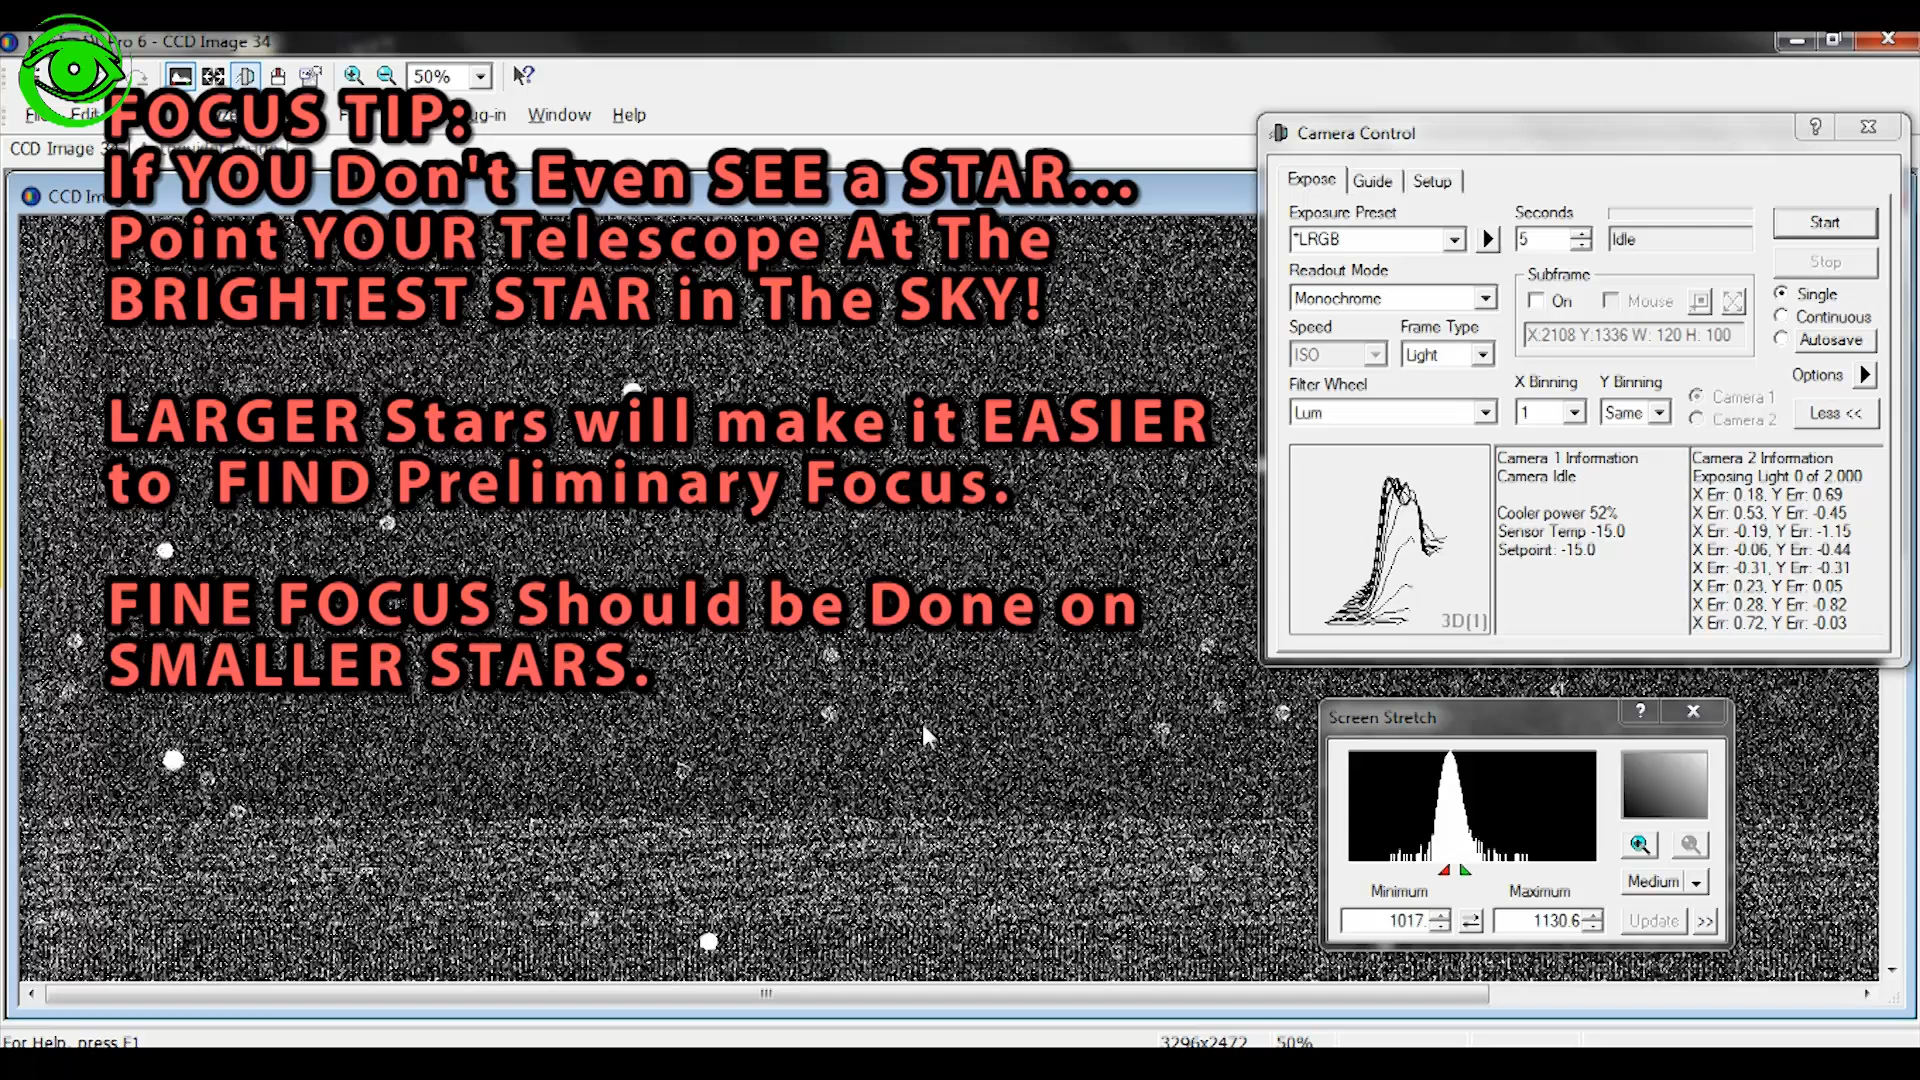 Pro 6 - CCD Image 34
50%
Window Help
CCD Image
FOCUS TIP:
If YOU Don't Even SEE a STAR...
Point YOUR Telescope At The
BRIGHTEST STAR in The SKY!
LARGER Stars will make it EASIER
to FIND Preliminary Focus.
FINE FOCUS Should be Done on
SMALLER STARS.
Camera Control
Expose Guide Setup
Exposure Preset Seconds
*LRGB 5 Idle Start
Readout Mode Subframe Stop
Monochrome On Mouse Single
Speed Frame Type Continuous
ISO Light X:2108 Y:1336 W: 120 H: 100 Autosave
Filter Wheel X Binning Y Binning Options
Lum 1 Same Camera 1
Camera 2 Less <<
3D(1)
Camera 1 Information
Camera Idle
Cooler power 52%
Sensor Temp -15.0
Setpoint: -15.0
Camera 2 Information
Exposing Light 0 of 2.000
X Err: 0.18, Y Err: 0.69
X Err: 0.53, Y Err: -0.45
X Err: -0.19, Y Err: -1.15
X Err: -0.06, Y Err: -0.44
X Err: -0.31, Y Err: -0.31
X Err: 0.23, Y Err: 0.05
X Err: 0.28, Y Err: -0.82
X Err: 0.72, Y Err: -0.03
Screen Stretch
Medium
Minimum Maximum
1017. 1130.6 Update >>
For Help, press F1
3296x2472 50%